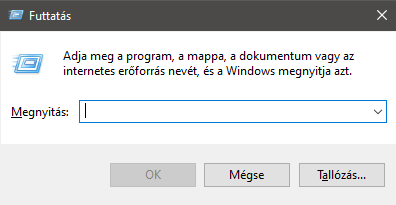 Futtatás
Adja meg a program, a mappa, a dokumentum vagy az
internetes erőforrás nevét, és a Windows megnyitja azt.
Megnyitás:
OK
Mégse
Tallózás...